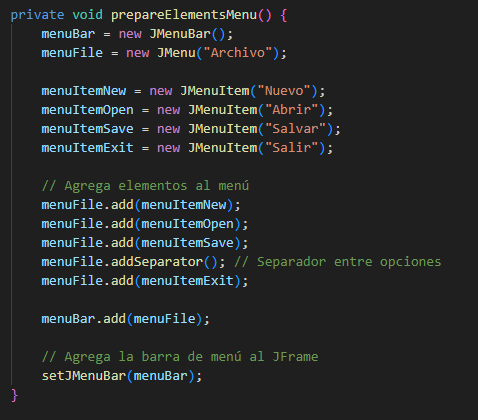 private void prepareElementsMenu() {
    menuBar = new JMenuBar();
    menuFile = new JMenu("Archivo");

    menuItemNew = new JMenuItem("Nuevo");
    menuItemOpen = new JMenuItem("Abrir");
    menuItemSave = new JMenuItem("Salvar");
    menuItemExit = new JMenuItem("Salir");

    // Agrega elementos al menú
    menuFile.add(menuItemNew);
    menuFile.add(menuItemOpen);
    menuFile.add(menuItemSave);
    menuFile.addSeparator(); // Separador entre opciones
    menuFile.add(menuItemExit);

    menuBar.add(menuFile);

    // Agrega la barra de menú al JFrame
    setJMenuBar(menuBar);
}